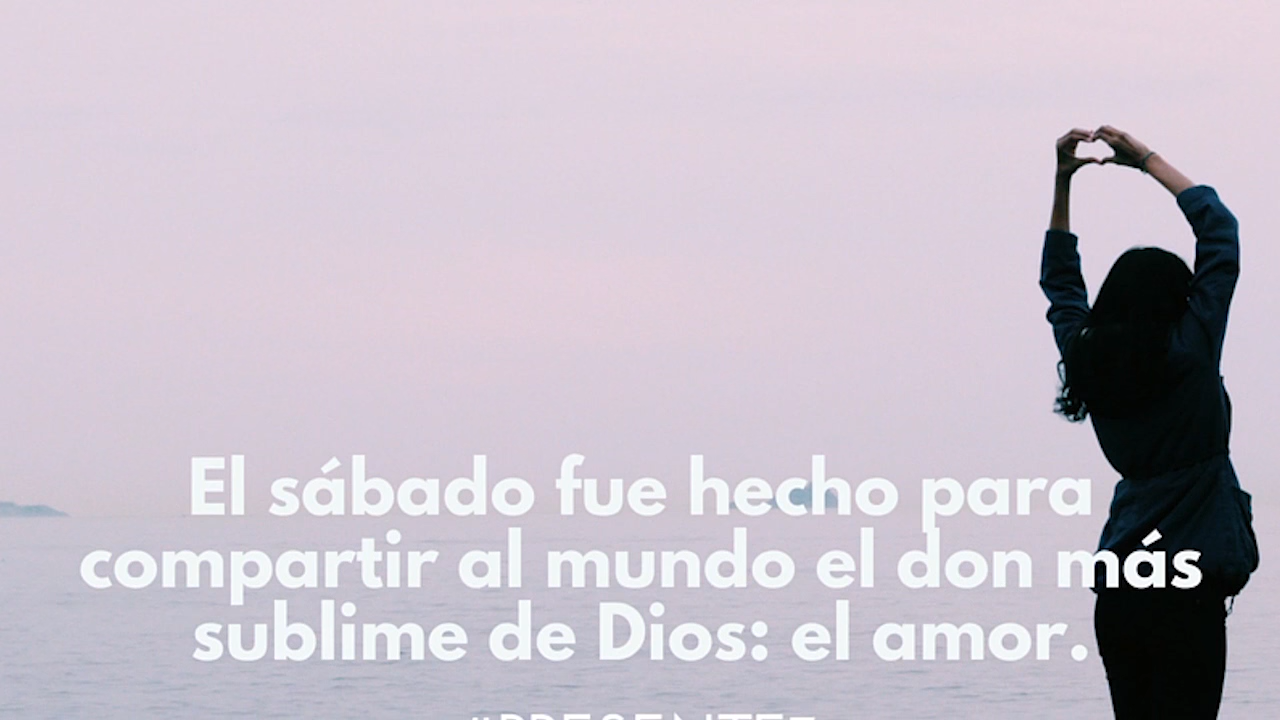 El sábado fue hecho para
compartir al mundo el don más
sublime de Dios: el amor.